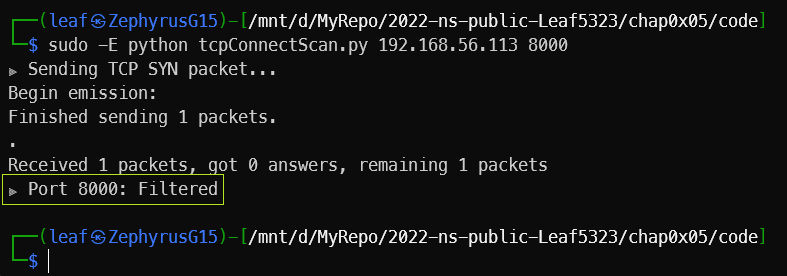 ┌──(leaf㉿ZephyrusG15)-[/mnt/d/MyRepo/2022-ns-public-Leaf5323/chap0x05/code]
└─$ sudo -E python tcpConnectScan.py 192.168.56.113 8000
▶ Sending TCP SYN packet...
Begin emission:
Finished sending 1 packets.
.
Received 1 packets, got 0 answers, remaining 1 packets
▶ Port 8000: Filtered
┌──(leaf㉿ZephyrusG15)-[/mnt/d/MyRepo/2022-ns-public-Leaf5323/chap0x05/code]
└─$